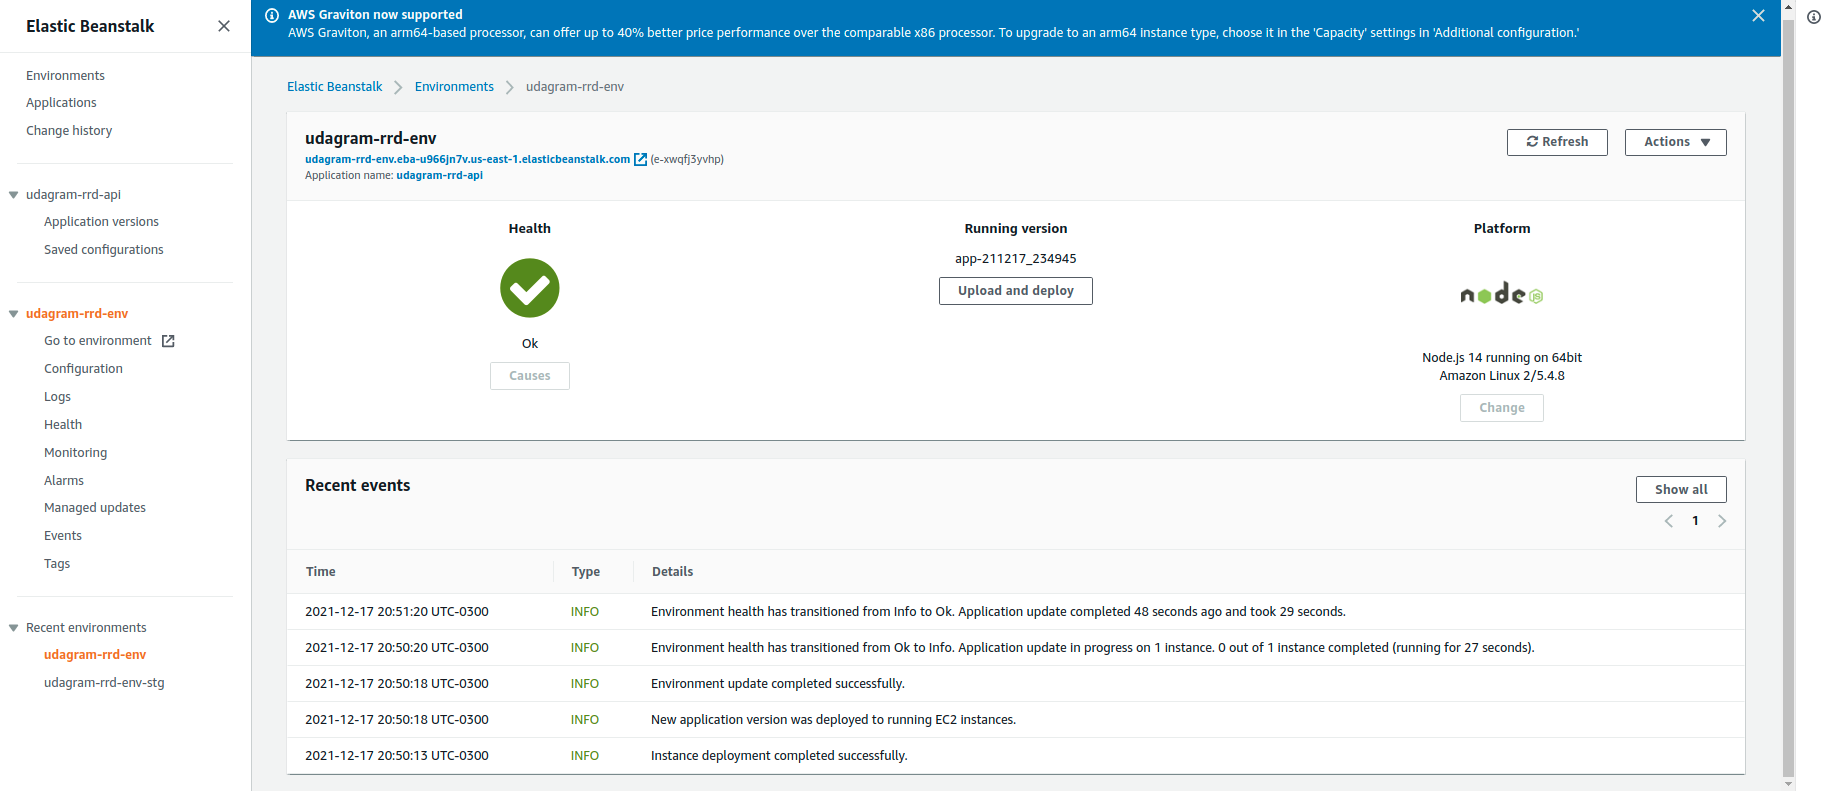 Elastic Beanstalk
Environments
Applications
Change history
udagram-rrd-api
Application versions
Saved configurations
udagram-rrd-env
Go to environment
Configuration
Logs
Health
Monitoring
Alarms
Managed updates
Events
Tags
Recent environments
udagram-rrd-env
udagram-rrd-env-stg
AWS Graviton now supported
AWS Graviton, an arm64-based processor, can offer up to 40% better price performance over the comparable x86 processor. To upgrade to an arm64 instance type, choose it in the 'Capacity' settings in 'Additional configuration.'
Elastic Beanstalk Environments udagram-rrd-env
udagram-rrd-env
udagram-rrd-env.eba-u966jn7v.us-east-1.elasticbeanstalk.com (e-xwqfj3yvhp)
Application name: udagram-rrd-api
Refresh
Actions
Health
Ok
Causes
Running version
app-211217_234945
Upload and deploy
Platform
node JS
Node.js 14 running on 64bit
Amazon Linux 2/5.4.8
Change
Recent events
Show all
1
Time Type Details
2021-12-17 20:51:20 UTC-0300 INFO Environment health has transitioned from Info to Ok. Application update completed 48 seconds ago and took 29 seconds.
2021-12-17 20:50:20 UTC-0300 INFO Environment health has transitioned from Ok to Info. Application update in progress on 1 instance. 0 out of 1 instance completed (running for 27 seconds).
2021-12-17 20:50:18 UTC-0300 INFO Environment update completed successfully.
2021-12-17 20:50:18 UTC-0300 INFO New application version was deployed to running EC2 instances.
2021-12-17 20:50:13 UTC-0300 INFO Instance deployment completed successfully.